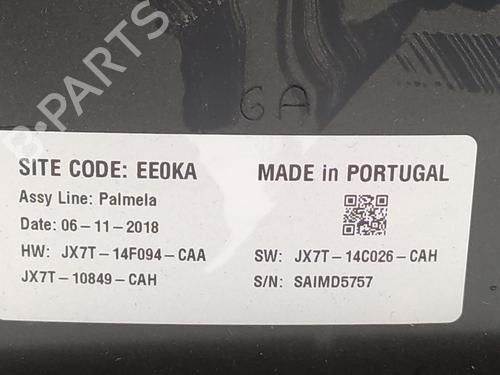 B-PARTS
GA
SITE CODE: EE0KA
MADE in PORTUGAL
Assy Line: Palmela
Date: 06-11-2018
HW: JX7T-14F094-CAA
SW: JX7T-14C026-CAH
JX7T-10849-CAH
S/N: SAIMD5757